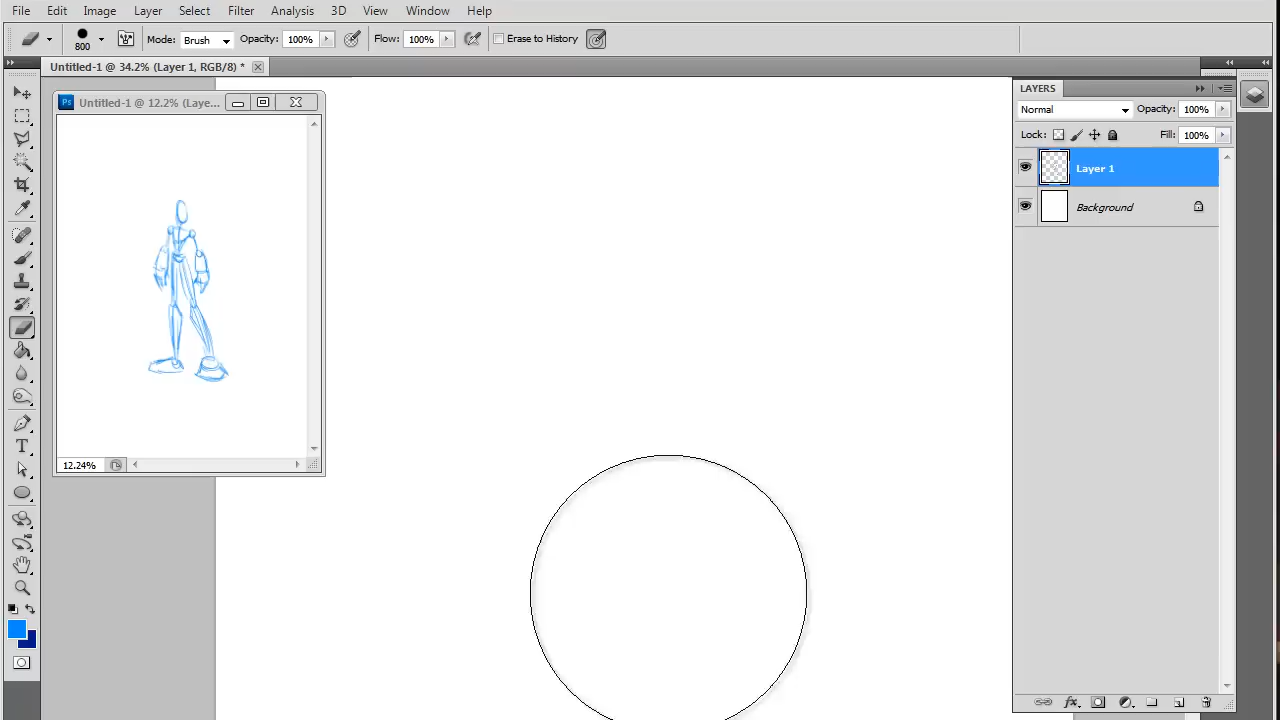 File Edit Image Layer Select Filter Analysis 3D View Window Help
800 Mode: Brush Opacity: 100% Flow: 100% Erase to History
Untitled-1 @ 34.2% (Layer 1, RGB/8) *
Ps Untitled-1 @ 12.2% (Laye...
12.24%
T
LAYERS
Normal Opacity: 100%
Lock: Fill: 100%
Layer 1
Background
fx